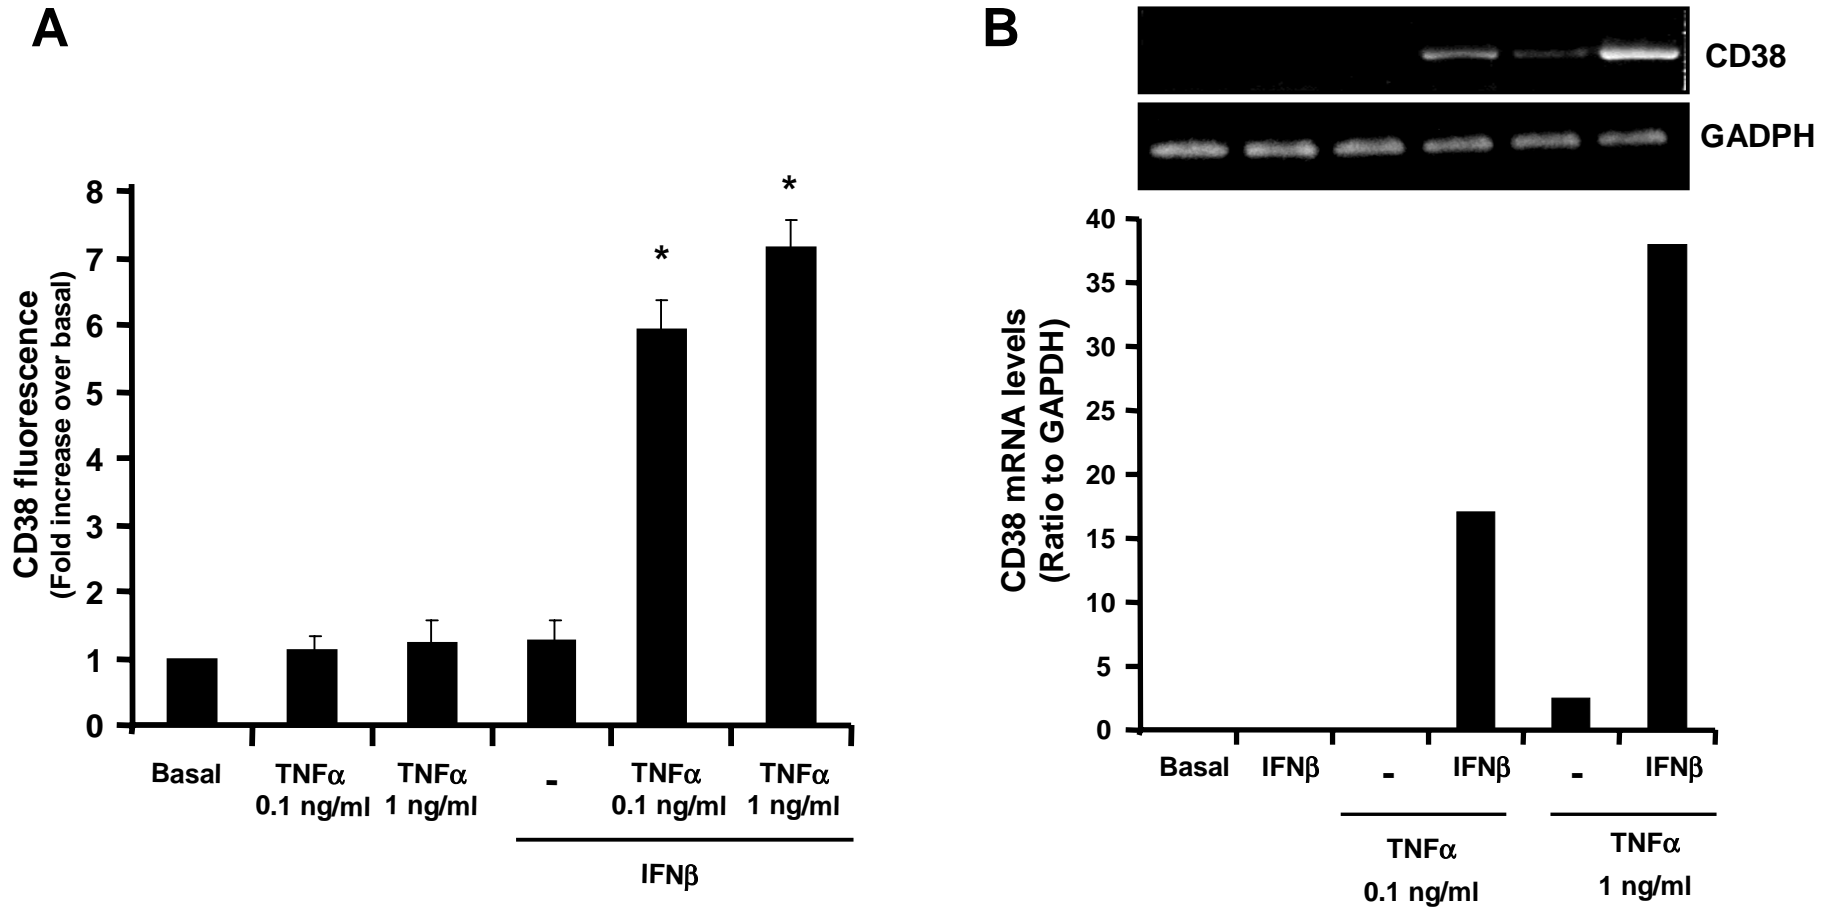 A
CD38 fluorescence
(Fold increase over basal)
8
7
6
5
4
3
2
1
0
*
*
Basal
TNFα
0.1 ng/ml
TNFα
1 ng/ml
-
TNFα
0.1 ng/ml
TNFα
1 ng/ml
IFNβ
B
CD38
GADPH
CD38 mRNA levels
(Ratio to GAPDH)
40
35
30
25
20
15
10
5
0
Basal
IFNβ
-
IFNβ
-
IFNβ
TNFα
0.1 ng/ml
TNFα
1 ng/ml